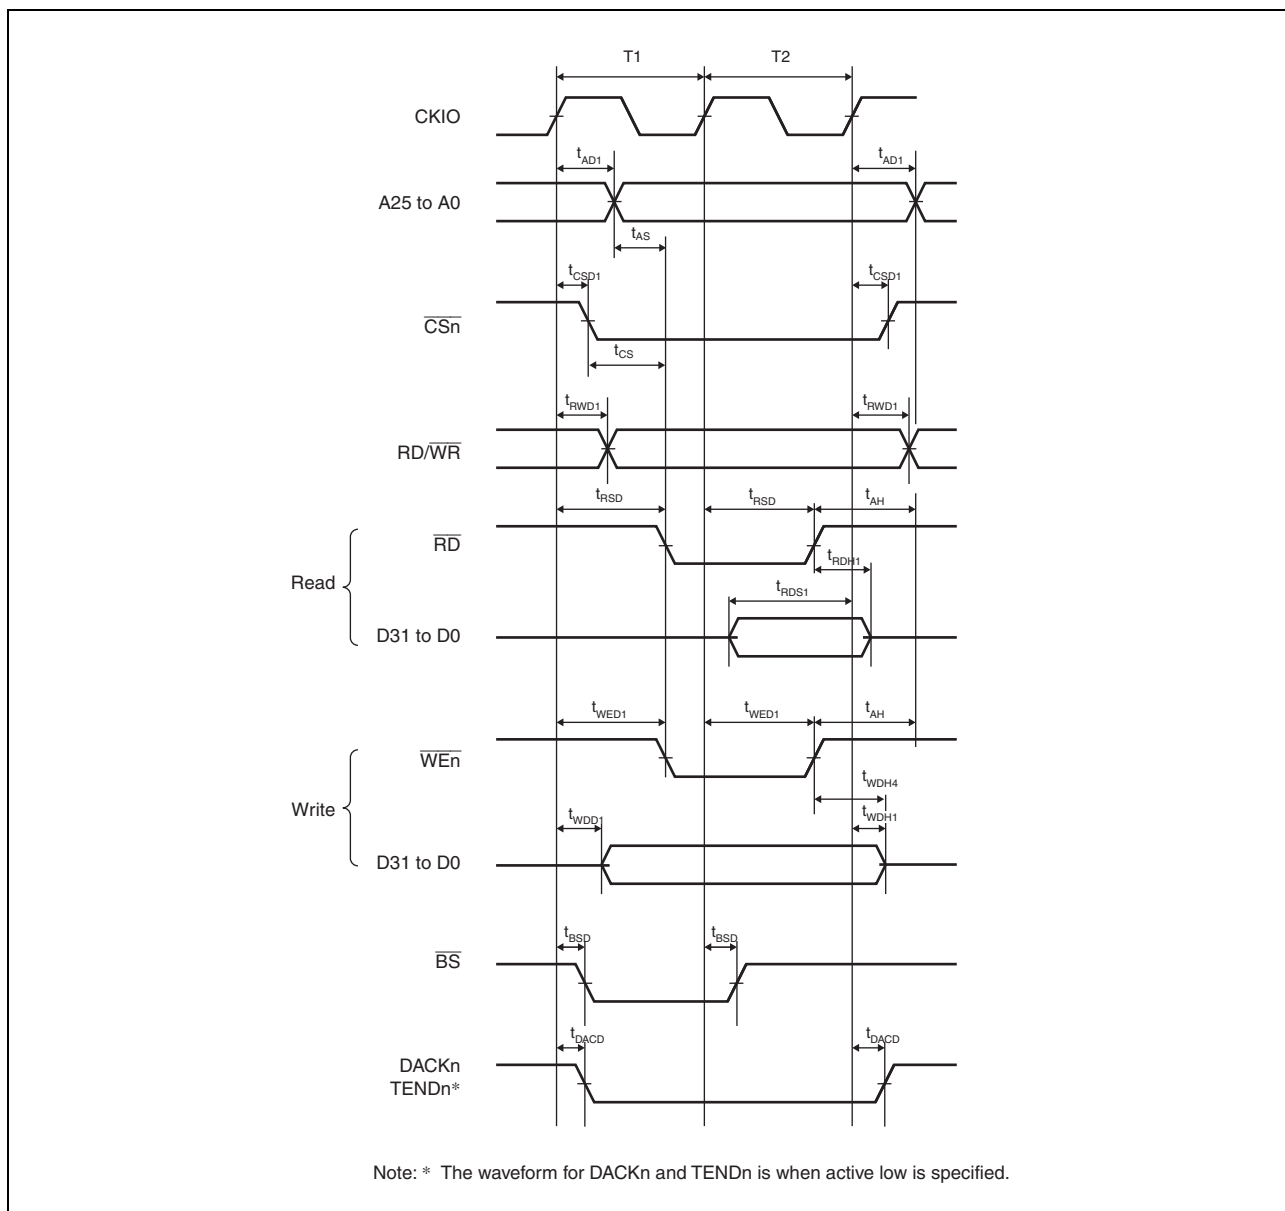 T1 T2
CKIO
tAD1 tAD1
A25 to A0
tAS
tCSD1 tCSD1
CSn
tCS
tRWD1 tRWD1
RD/WR
tRSD tRSD tAH
RD
tRDH1
Read
tRDS1
D31 to D0
tWED1 tWED1 tAH
WEn
tWDH4
Write
tWDD1 tWDH1
D31 to D0
tBSD tBSD
BS
tDACD tDACD
DACKn
TENDn*
Note: * The waveform for DACKn and TENDn is when active low is specified.